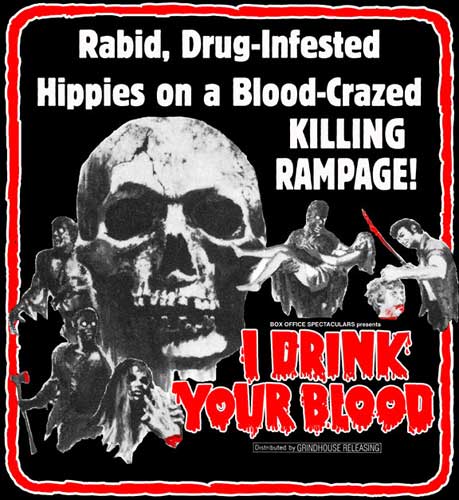 Rabid, Drug-Infested
Hippies on a Blood-Crazed
KILLING
RAMPAGE!
BOX OFFICE SPECTACULARS presents
I DRINK
YOUR BLOOD
Distributed by GRINDHOUSE RELEASING